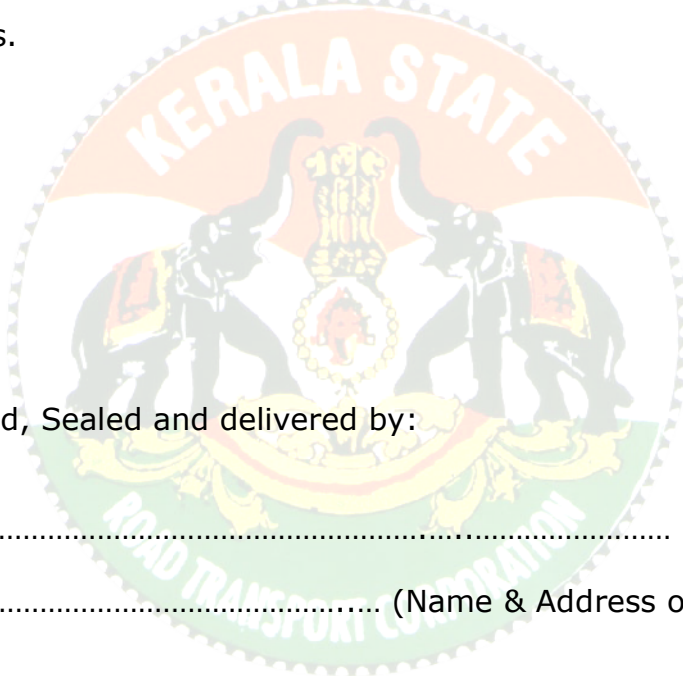 s.
KERALA STATE
d, Sealed and delivered by:
………………………………………………….…..……………………
…………………………………………..… (Name & Address o
ROAD TRANSPORT CORPORATION